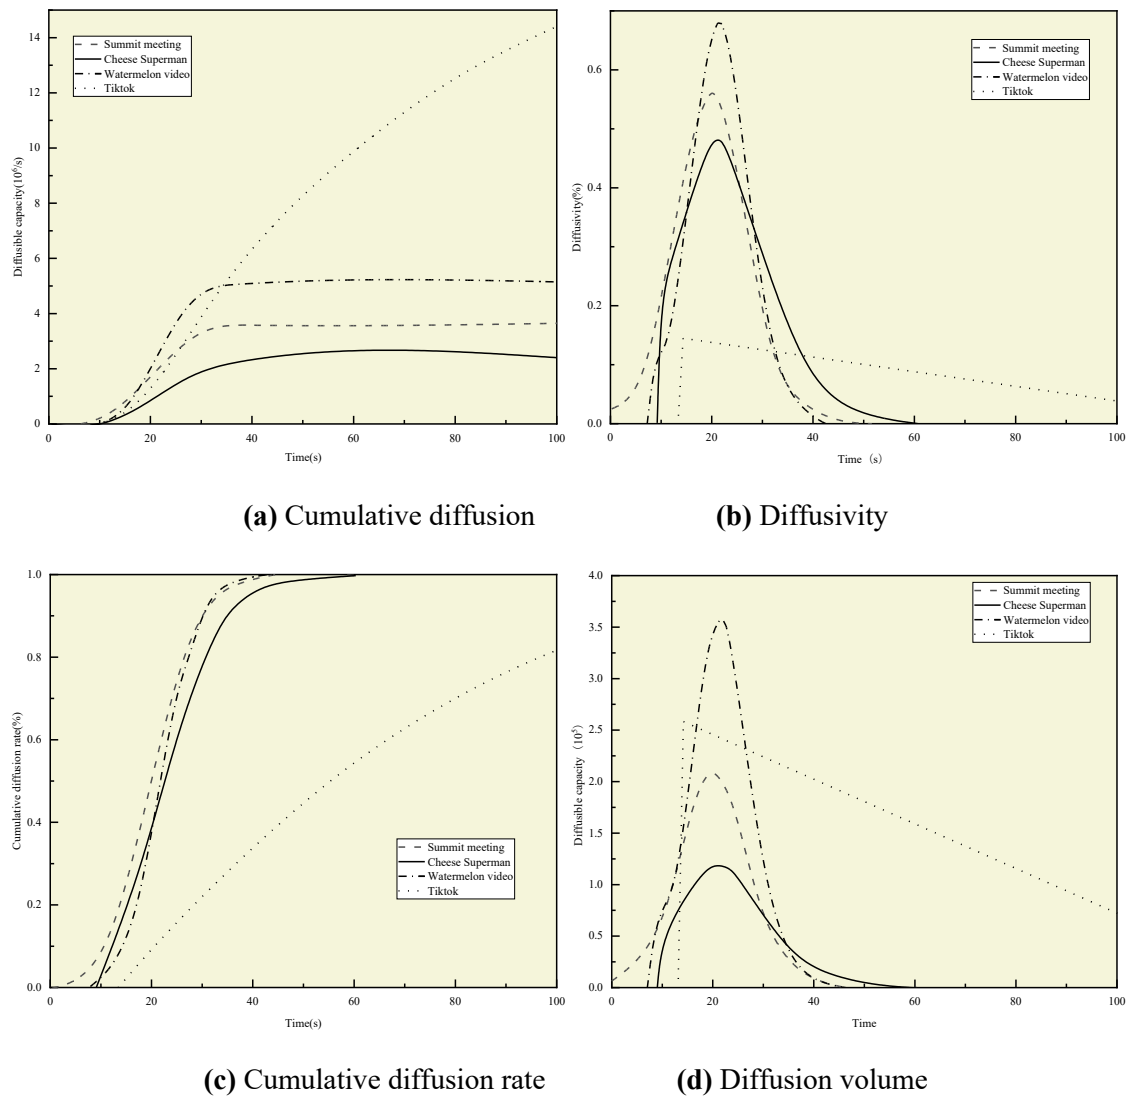 14
12
10
8
6
4
2
0
Diffusible capacity(10⁶/s)
Summit meeting
Cheese Superman
Watermelon video
Tiktok
0 20 40 60 80 100
Time(s)
0.6
0.4
0.2
0.0
Diffusivity(%)
Summit meeting
Cheese Superman
Watermelon video
Tiktok
0 20 40 60 80 100
Time（s）
(a) Cumulative diffusion
(b) Diffusivity
1.0
0.8
0.6
0.4
0.2
0.0
Cumulative diffusion rate(%)
Summit meeting
Cheese Superman
Watermelon video
Tiktok
0 20 40 60 80 100
Time(s)
4.0
3.5
3.0
2.5
2.0
1.5
1.0
0.5
0.0
Diffusible capacity（10⁵）
Summit meeting
Cheese Superman
Watermelon video
Tiktok
0 20 40 60 80 100
Time
(c) Cumulative diffusion rate
(d) Diffusion volume